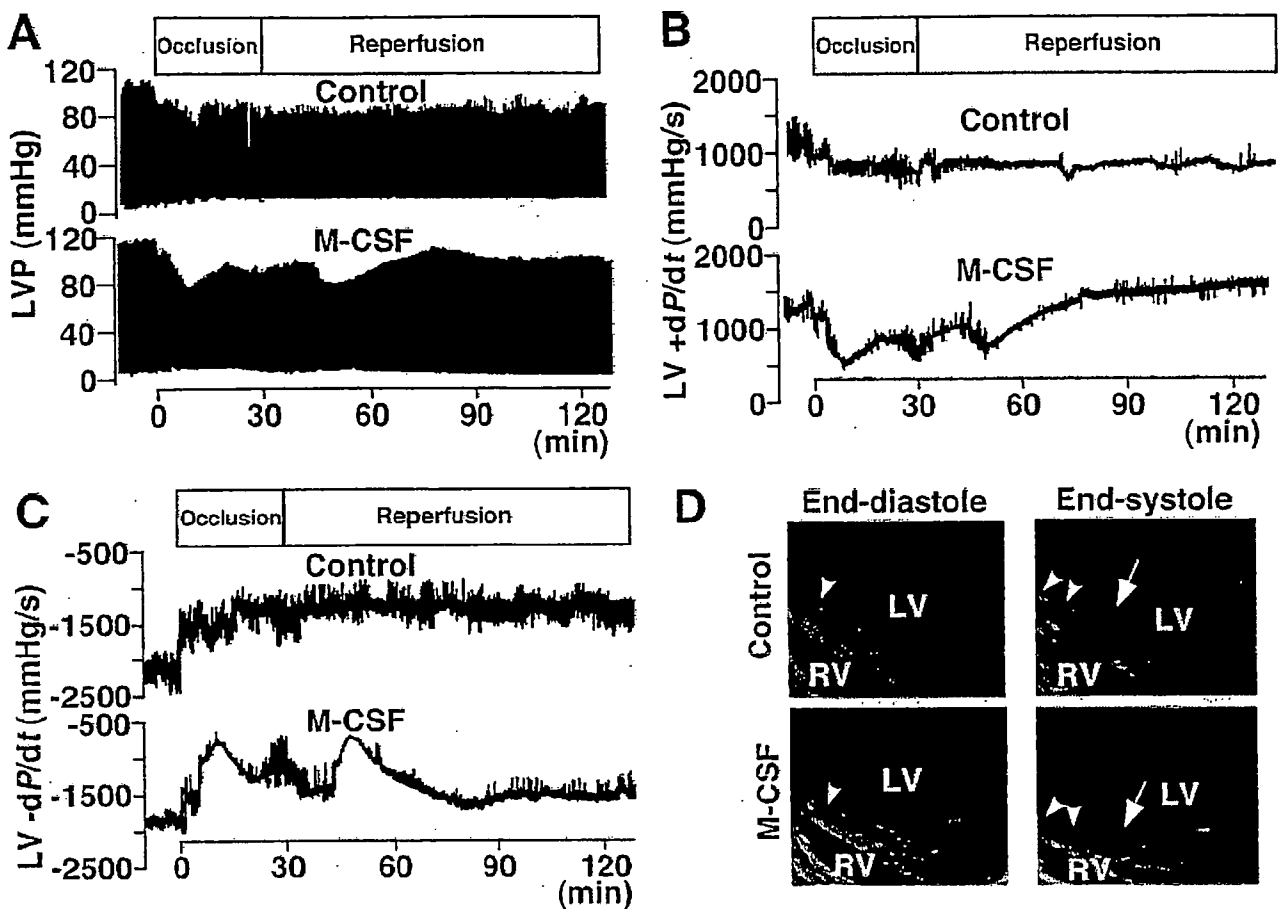 A
Occlusion Reperfusion
Control
120
80
40
0
M-CSF
120
80
40
0
LVP (mmHg)
0 30 60 90 120
(min)
B
Occlusion Reperfusion
2000
Control
1000
0
2000
M-CSF
1000
0
LV +dP/dt (mmHg/s)
0 30 60 90 120
(min)
C
Occlusion Reperfusion
-500
Control
-1500
-2500
-500
M-CSF
-1500
-2500
LV -dP/dt (mmHg/s)
0 30 60 90 120
(min)
D
End-diastole End-systole
Control
LV
RV
LV
RV
M-CSF
LV
RV
LV
RV